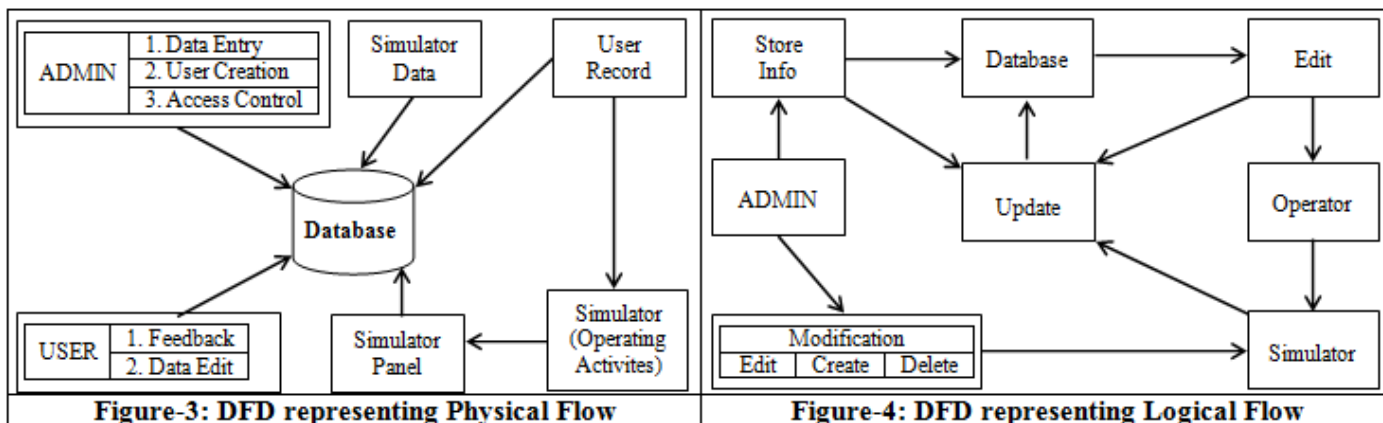 ADMIN
1. Data Entry
2. User Creation
3. Access Control
Simulator
Data
User
Record
Database
USER
1. Feedback
2. Data Edit
Simulator
Panel
Simulator
(Operating
Activites)
Figure-3: DFD representing Physical Flow
Store
Info
Database
Edit
ADMIN
Update
Operator
Modification
Edit
Create
Delete
Simulator
Figure-4: DFD representing Logical Flow